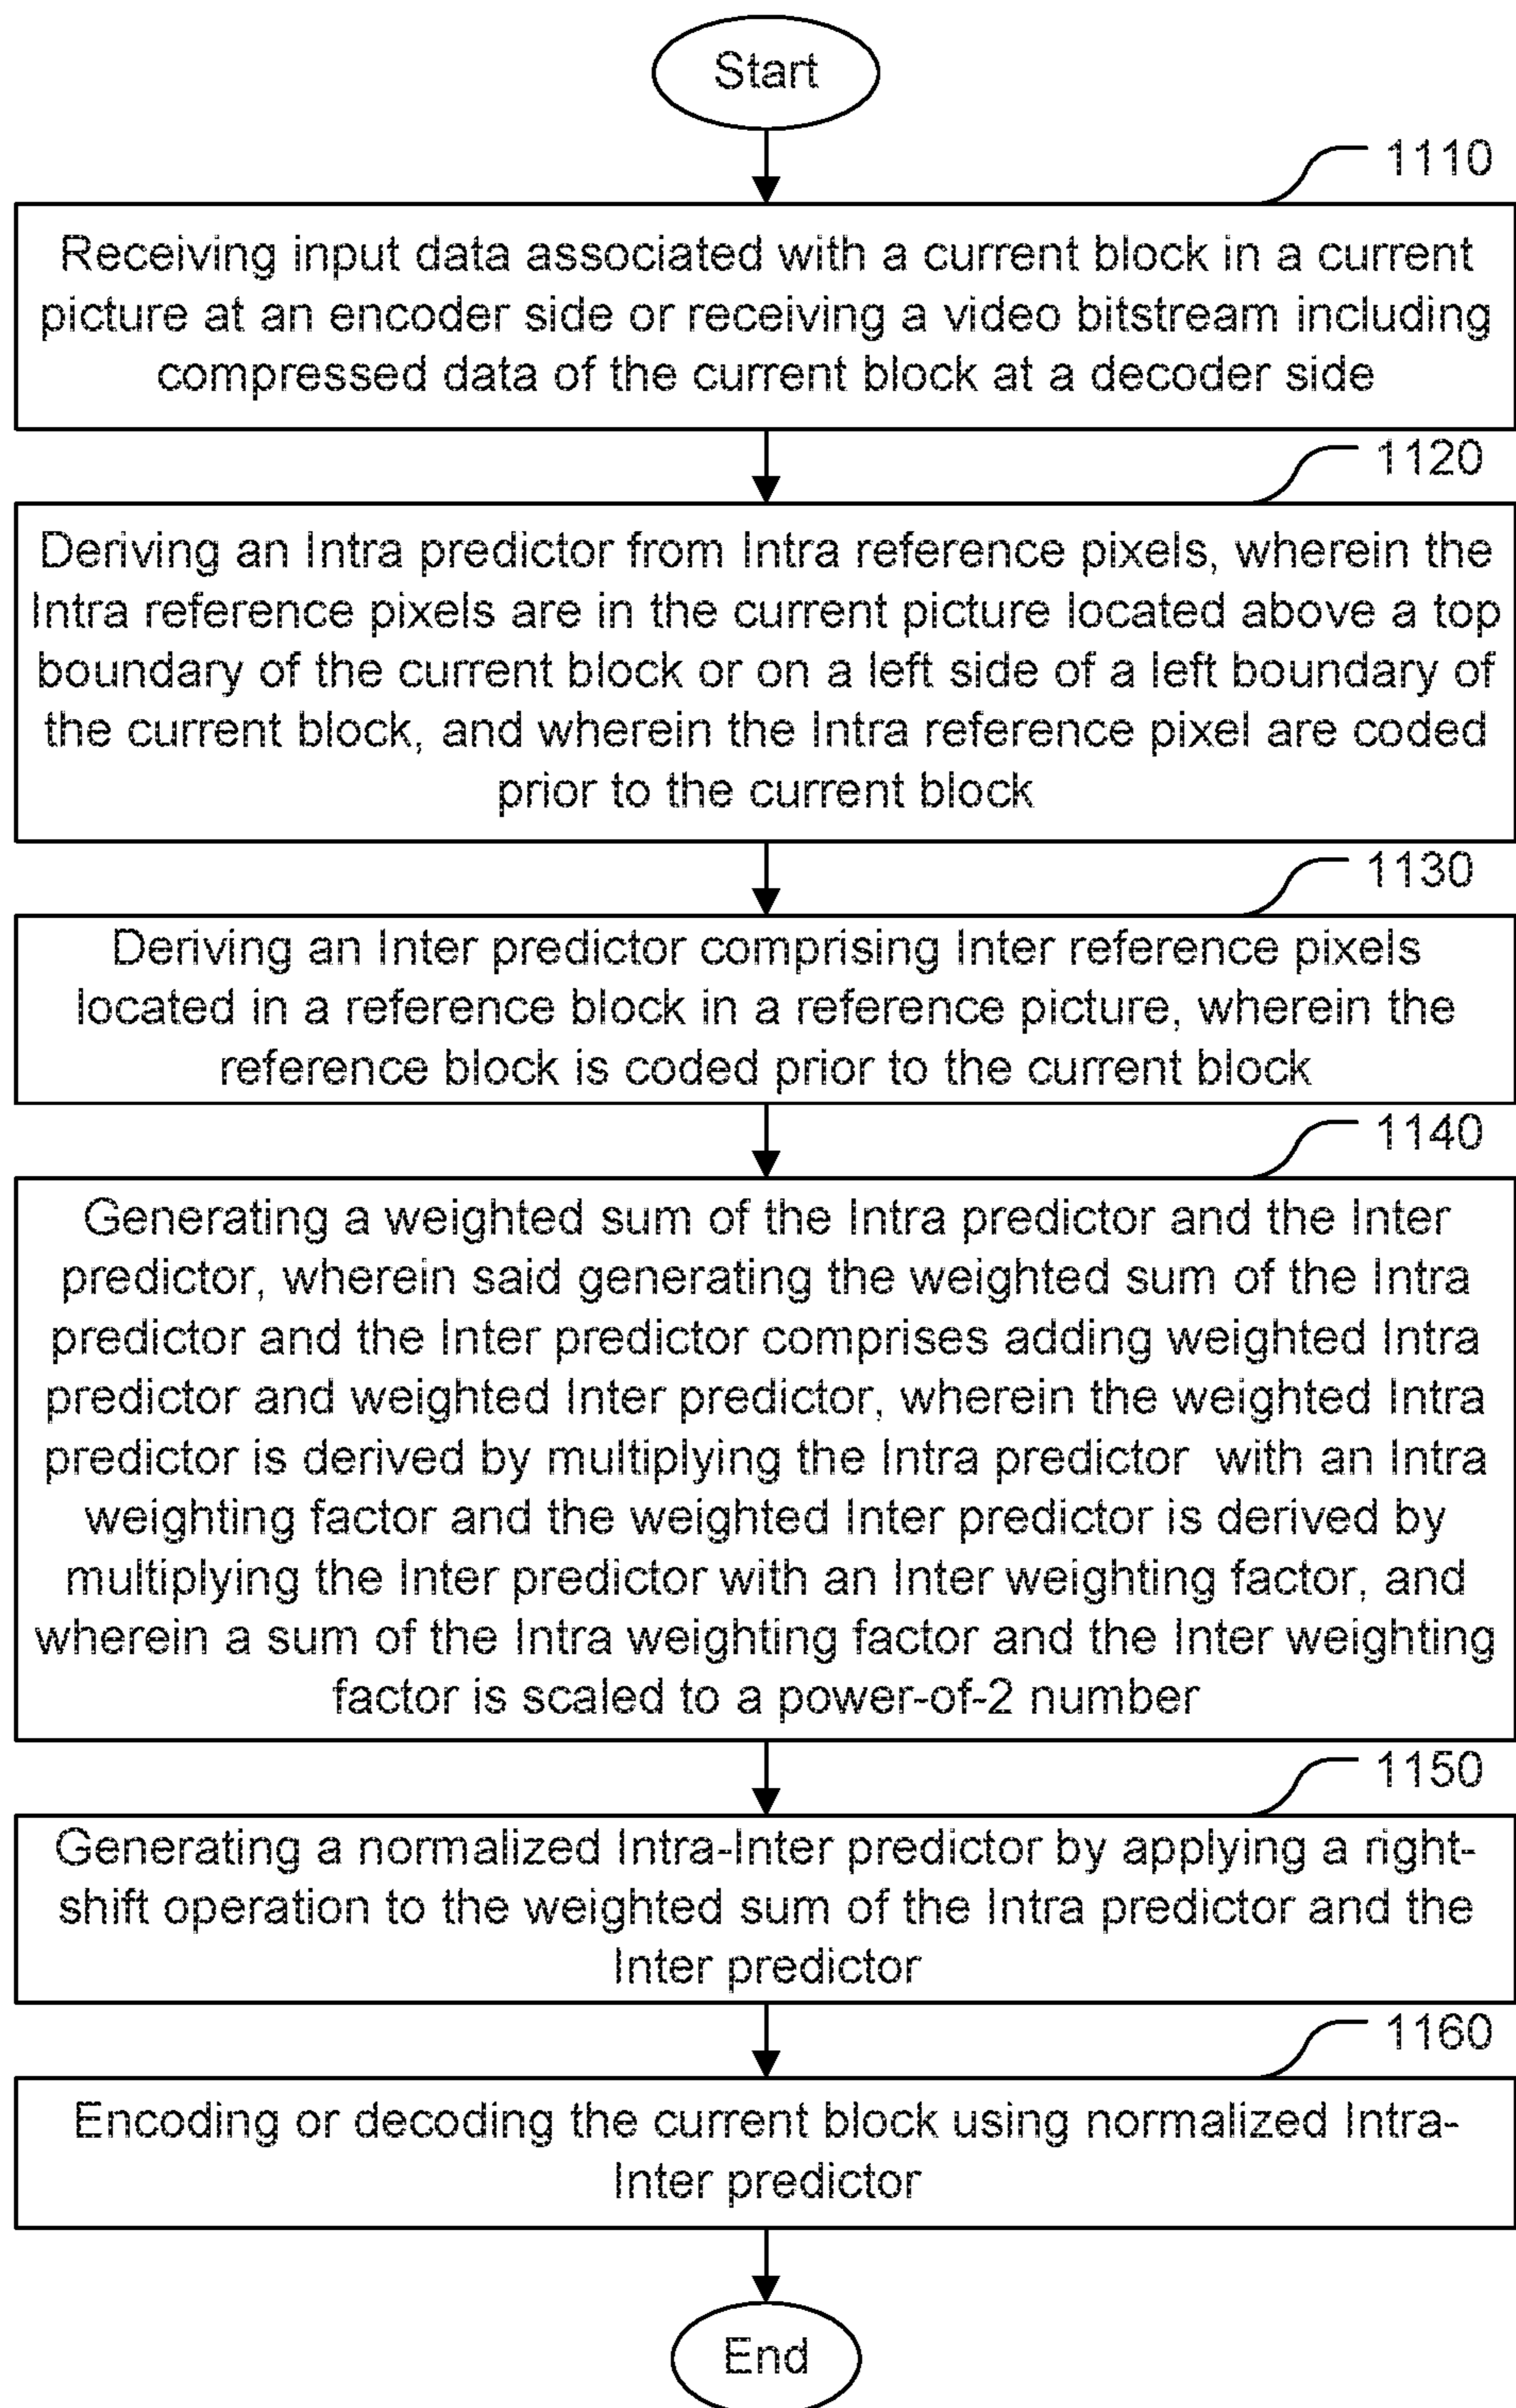 Start
1110
Receiving input data associated with a current block in a current
picture at an encoder side or receiving a video bitstream including
compressed data of the current block at a decoder side
1120
Deriving an Intra predictor from Intra reference pixels, wherein the
Intra reference pixels are in the current picture located above a top
boundary of the current block or on a left side of a left boundary of
the current block, and wherein the Intra reference pixel are coded
prior to the current block
1130
Deriving an Inter predictor comprising Inter reference pixels
located in a reference block in a reference picture, wherein the
reference block is coded prior to the current block
1140
Generating a weighted sum of the Intra predictor and the Inter
predictor, wherein said generating the weighted sum of the Intra
predictor and the Inter predictor comprises adding weighted Intra
predictor and weighted Inter predictor, wherein the weighted Intra
predictor is derived by multiplying the Intra predictor with an Intra
weighting factor and the weighted Inter predictor is derived by
multiplying the Inter predictor with an Inter weighting factor, and
wherein a sum of the Intra weighting factor and the Inter weighting
factor is scaled to a power-of-2 number
1150
Generating a normalized Intra-Inter predictor by applying a right-
shift operation to the weighted sum of the Intra predictor and the
Inter predictor
1160
Encoding or decoding the current block using normalized Intra-
Inter predictor
End